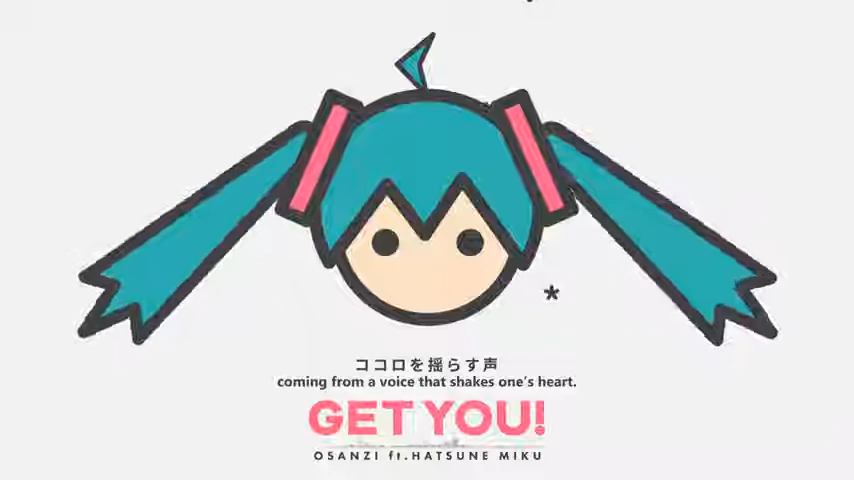 *
ココロを揺らす声
coming from a voice that shakes one's heart.
GET YOU!
OSANZI ft.HATSUNE MIKU